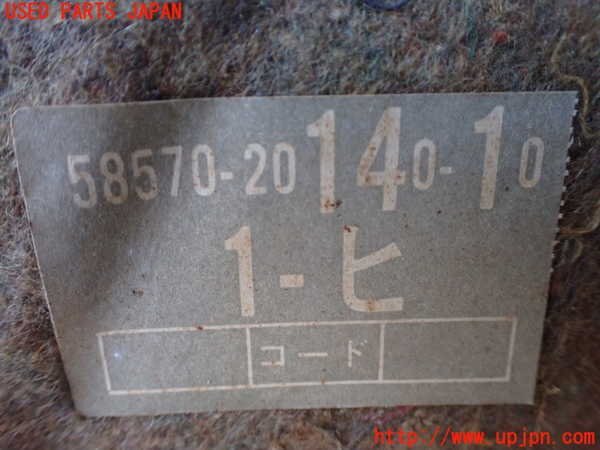 USED PARTS JAPAN
58570-20140-10
1-ヒ
コード
http://www.upjpn.com/